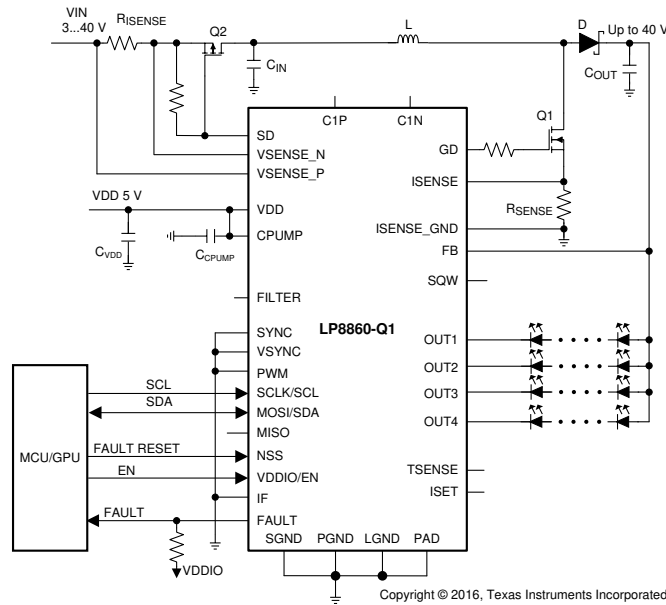 VIN
3...40 V
RISENSE
Q2
L
D
Up to 40 V
CIN
COUT
Q1
C1P
C1N
SD
VSENSE_N
VSENSE_P
GD
ISENSE
RSENSE
VDD 5 V
VDD
CPUMP
CVDD
CCPUMP
ISENSE_GND
FB
SQW
FILTER
LP8860-Q1
SYNC
VSYNC
PWM
SCLK/SCL
MOSI/SDA
MISO
NSS
VDDIO/EN
IF
FAULT
OUT1
OUT2
OUT3
OUT4
TSENSE
ISET
MCU/GPU
SCL
SDA
FAULT RESET
EN
FAULT
VDDIO
SGND
PGND
LGND
PAD
Copyright © 2016, Texas Instruments Incorporated